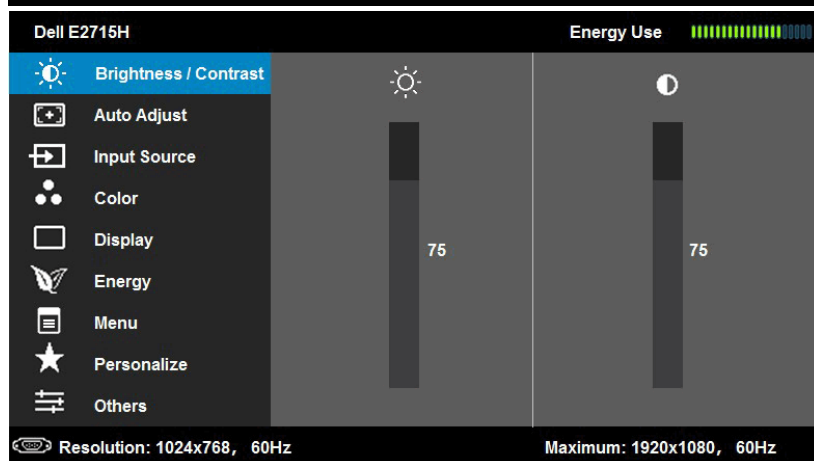 Dell E2715H Energy Use
Brightness / Contrast
Auto Adjust
Input Source
Color
Display
75 75
Energy
Menu
Personalize
Others
Resolution: 1024x768, 60Hz Maximum: 1920x1080, 60Hz